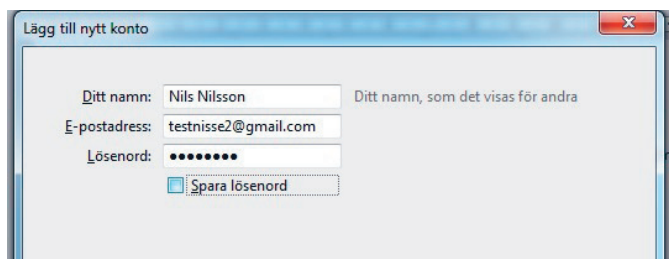 Lägg till nytt konto
Ditt namn: Nils Nilsson Ditt namn, som det visas för andra
E-postadress: testnisse2@gmail.com
Lösenord: ●●●●●●●●
Spara lösenord